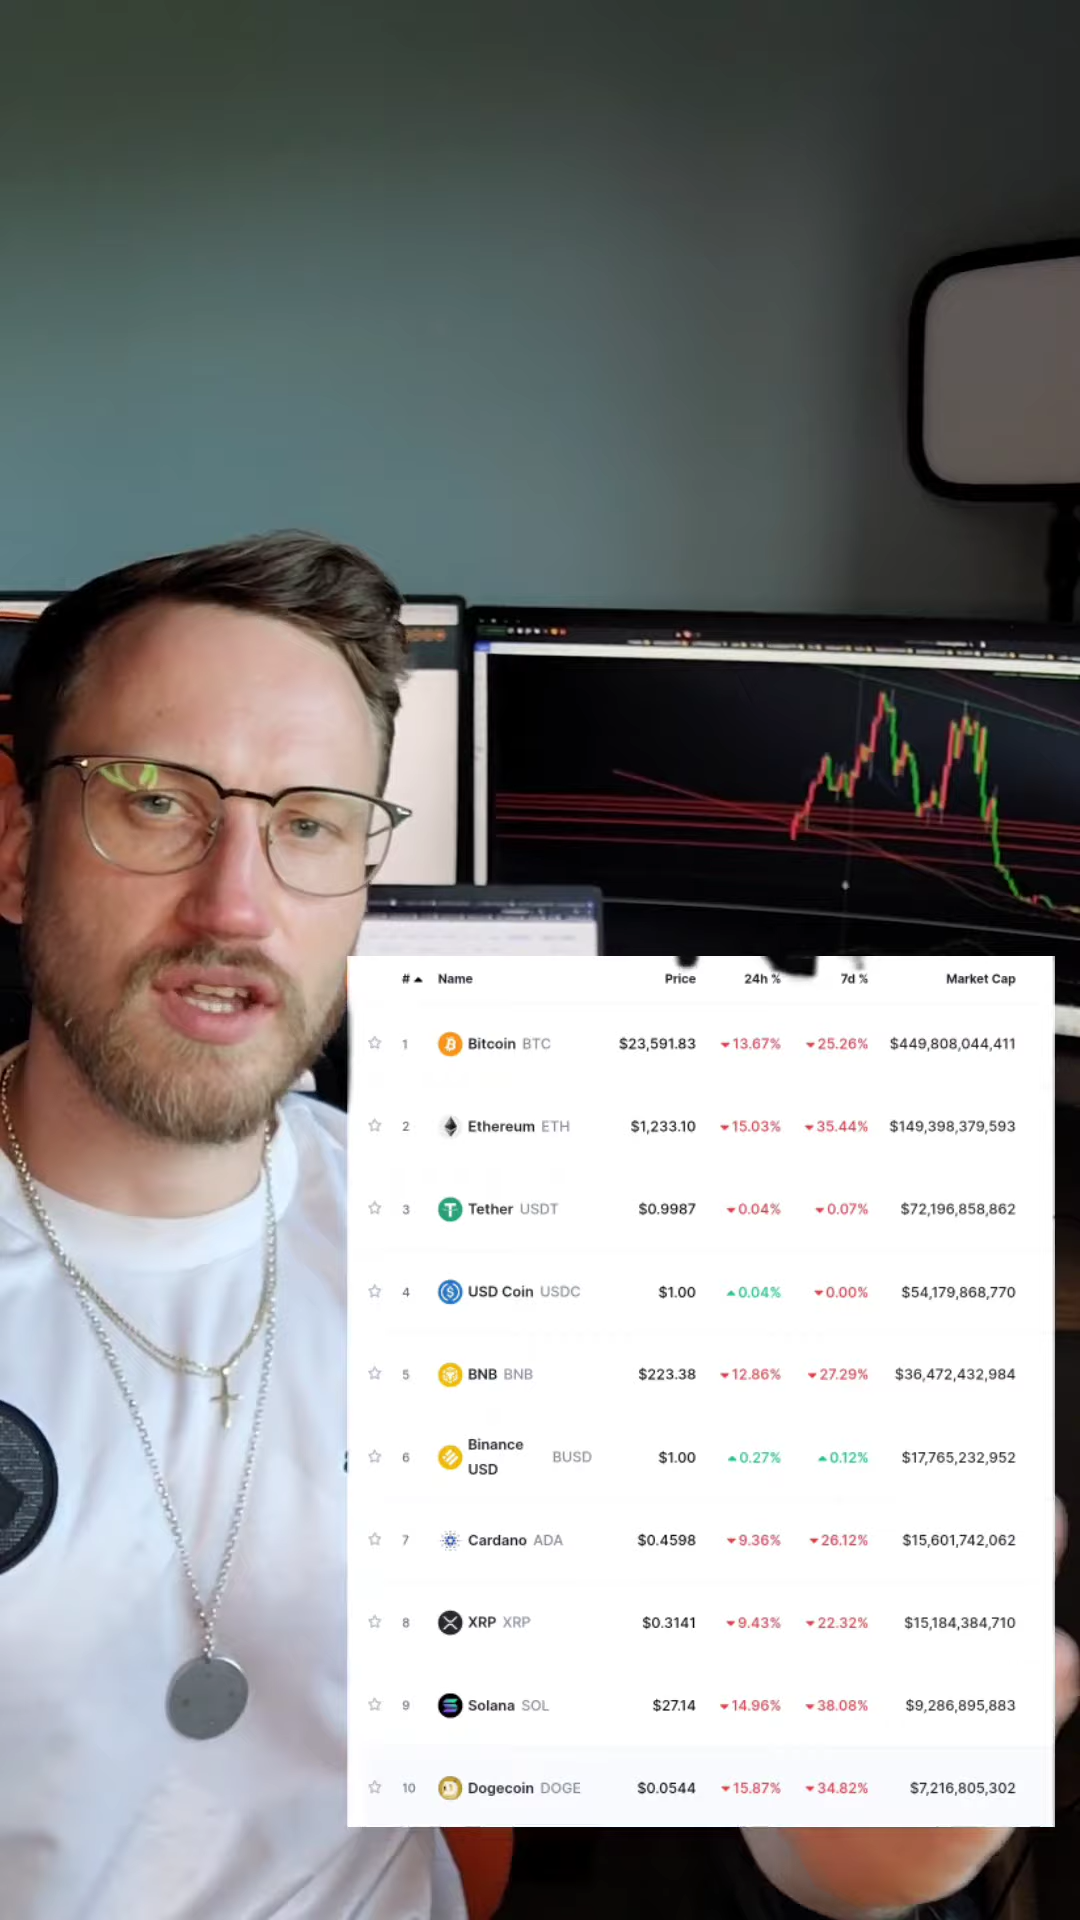 # Name Price 24h % 7d % Market Cap
1 Bitcoin BTC $23,591.83 13.67% 25.26% $449,808,044,411
2 Ethereum ETH $1,233.10 15.03% 35.44% $149,398,379,593
3 Tether USDT $0.9987 0.04% 0.07% $72,196,858,862
4 USD Coin USDC $1.00 0.04% 0.00% $54,179,868,770
5 BNB BNB $223.38 12.86% 27.29% $36,472,432,984
6 Binance USD BUSD $1.00 0.27% 0.12% $17,765,232,952
7 Cardano ADA $0.4598 9.36% 26.12% $15,601,742,062
8 XRP XRP $0.3141 9.43% 22.32% $15,184,384,710
9 Solana SOL $27.14 14.96% 38.08% $9,286,895,883
10 Dogecoin DOGE $0.0544 15.87% 34.82% $7,216,805,302